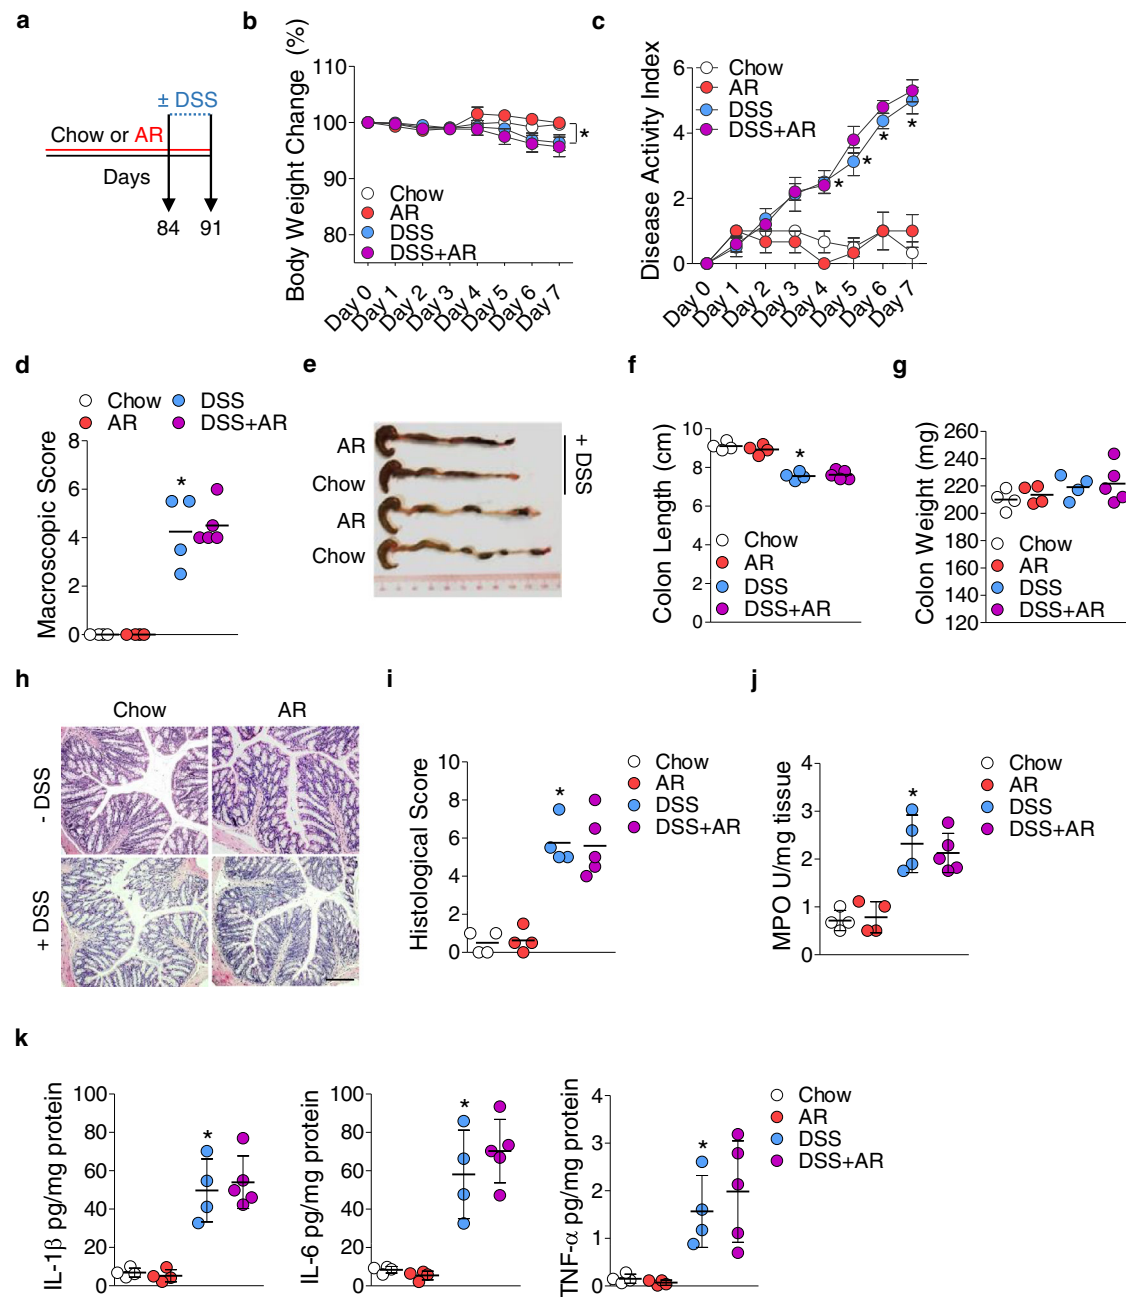 a
± DSS
Chow or AR
Days
84 91
b
Body Weight Change (%)
110
100
90
80
*
Chow
AR
DSS
DSS+AR
Day 0 Day 1 Day 2 Day 3 Day 4 Day 5 Day 6 Day 7
c
Disease Activity Index
6
4
2
0
Chow
AR
DSS
DSS+AR
* * * *
Day 0 Day 1 Day 2 Day 3 Day 4 Day 5 Day 6 Day 7
d
Chow DSS
AR DSS+AR
Macroscopic Score
8
6
4
2
0
*
e
AR
Chow
AR
Chow
+ DSS
f
Colon Length (cm)
10
8
6
4
2
0
*
Chow
AR
DSS
DSS+AR
g
Colon Weight (mg)
260
240
220
200
180
160
140
120
Chow
AR
DSS
DSS+AR
h
Chow AR
- DSS
+ DSS
i
Histological Score
10
8
6
4
2
0
*
Chow
AR
DSS
DSS+AR
j
MPO U/mg tissue
4
3
2
1
0
*
Chow
AR
DSS
DSS+AR
k
IL-1β pg/mg protein
100
80
60
40
20
0
*
IL-6 pg/mg protein
100
80
60
40
20
0
*
TNF-α pg/mg protein
4
3
2
1
0
*
Chow
AR
DSS
DSS+AR